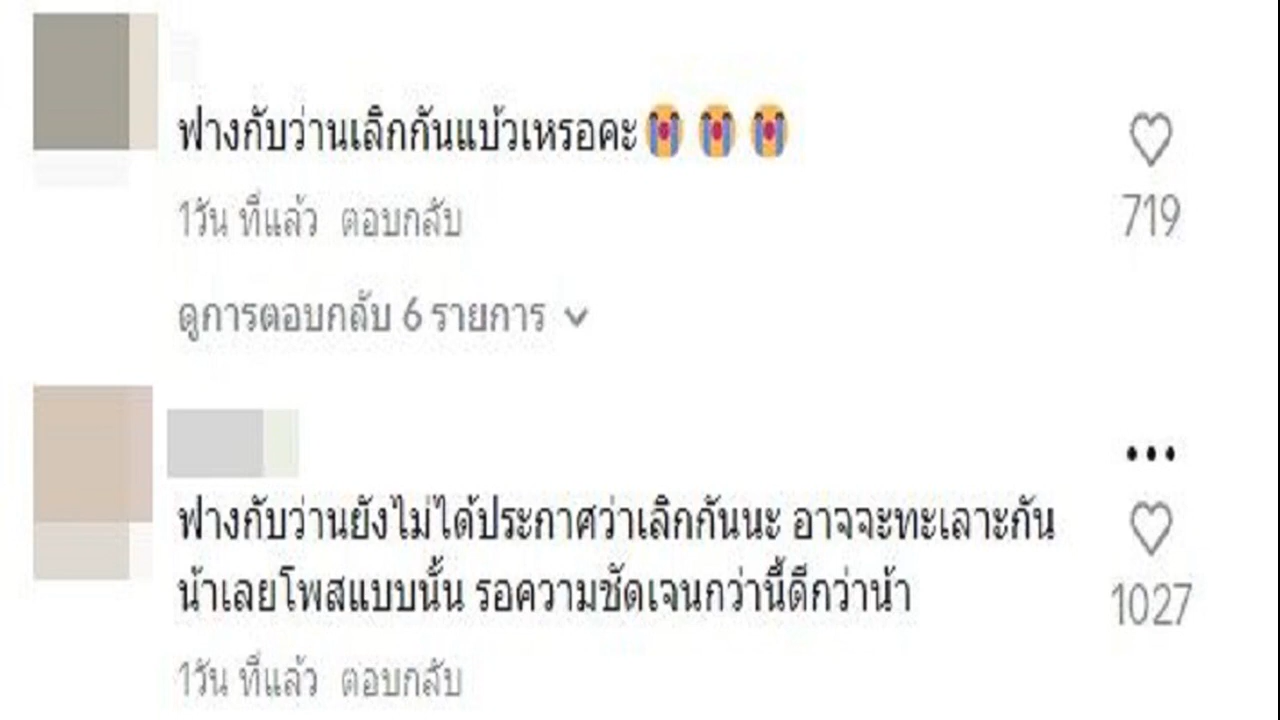 ฟางกับว่านเลิกกันแบ้วเหรอคะ😭😭😭
1วัน ที่แล้ว ตอบกลับ
719
ดูการตอบกลับ 6 รายการ
ฟางกับว่านยังไม่ได้ประกาศว่าเลิกกันนะ อาจจะทะเลาะกัน
น้าเลยโพสแบบนั้น รอความชัดเจนกว่านี้ดีกว่าน้า
1027
1วัน ที่แล้ว ตอบกลับ